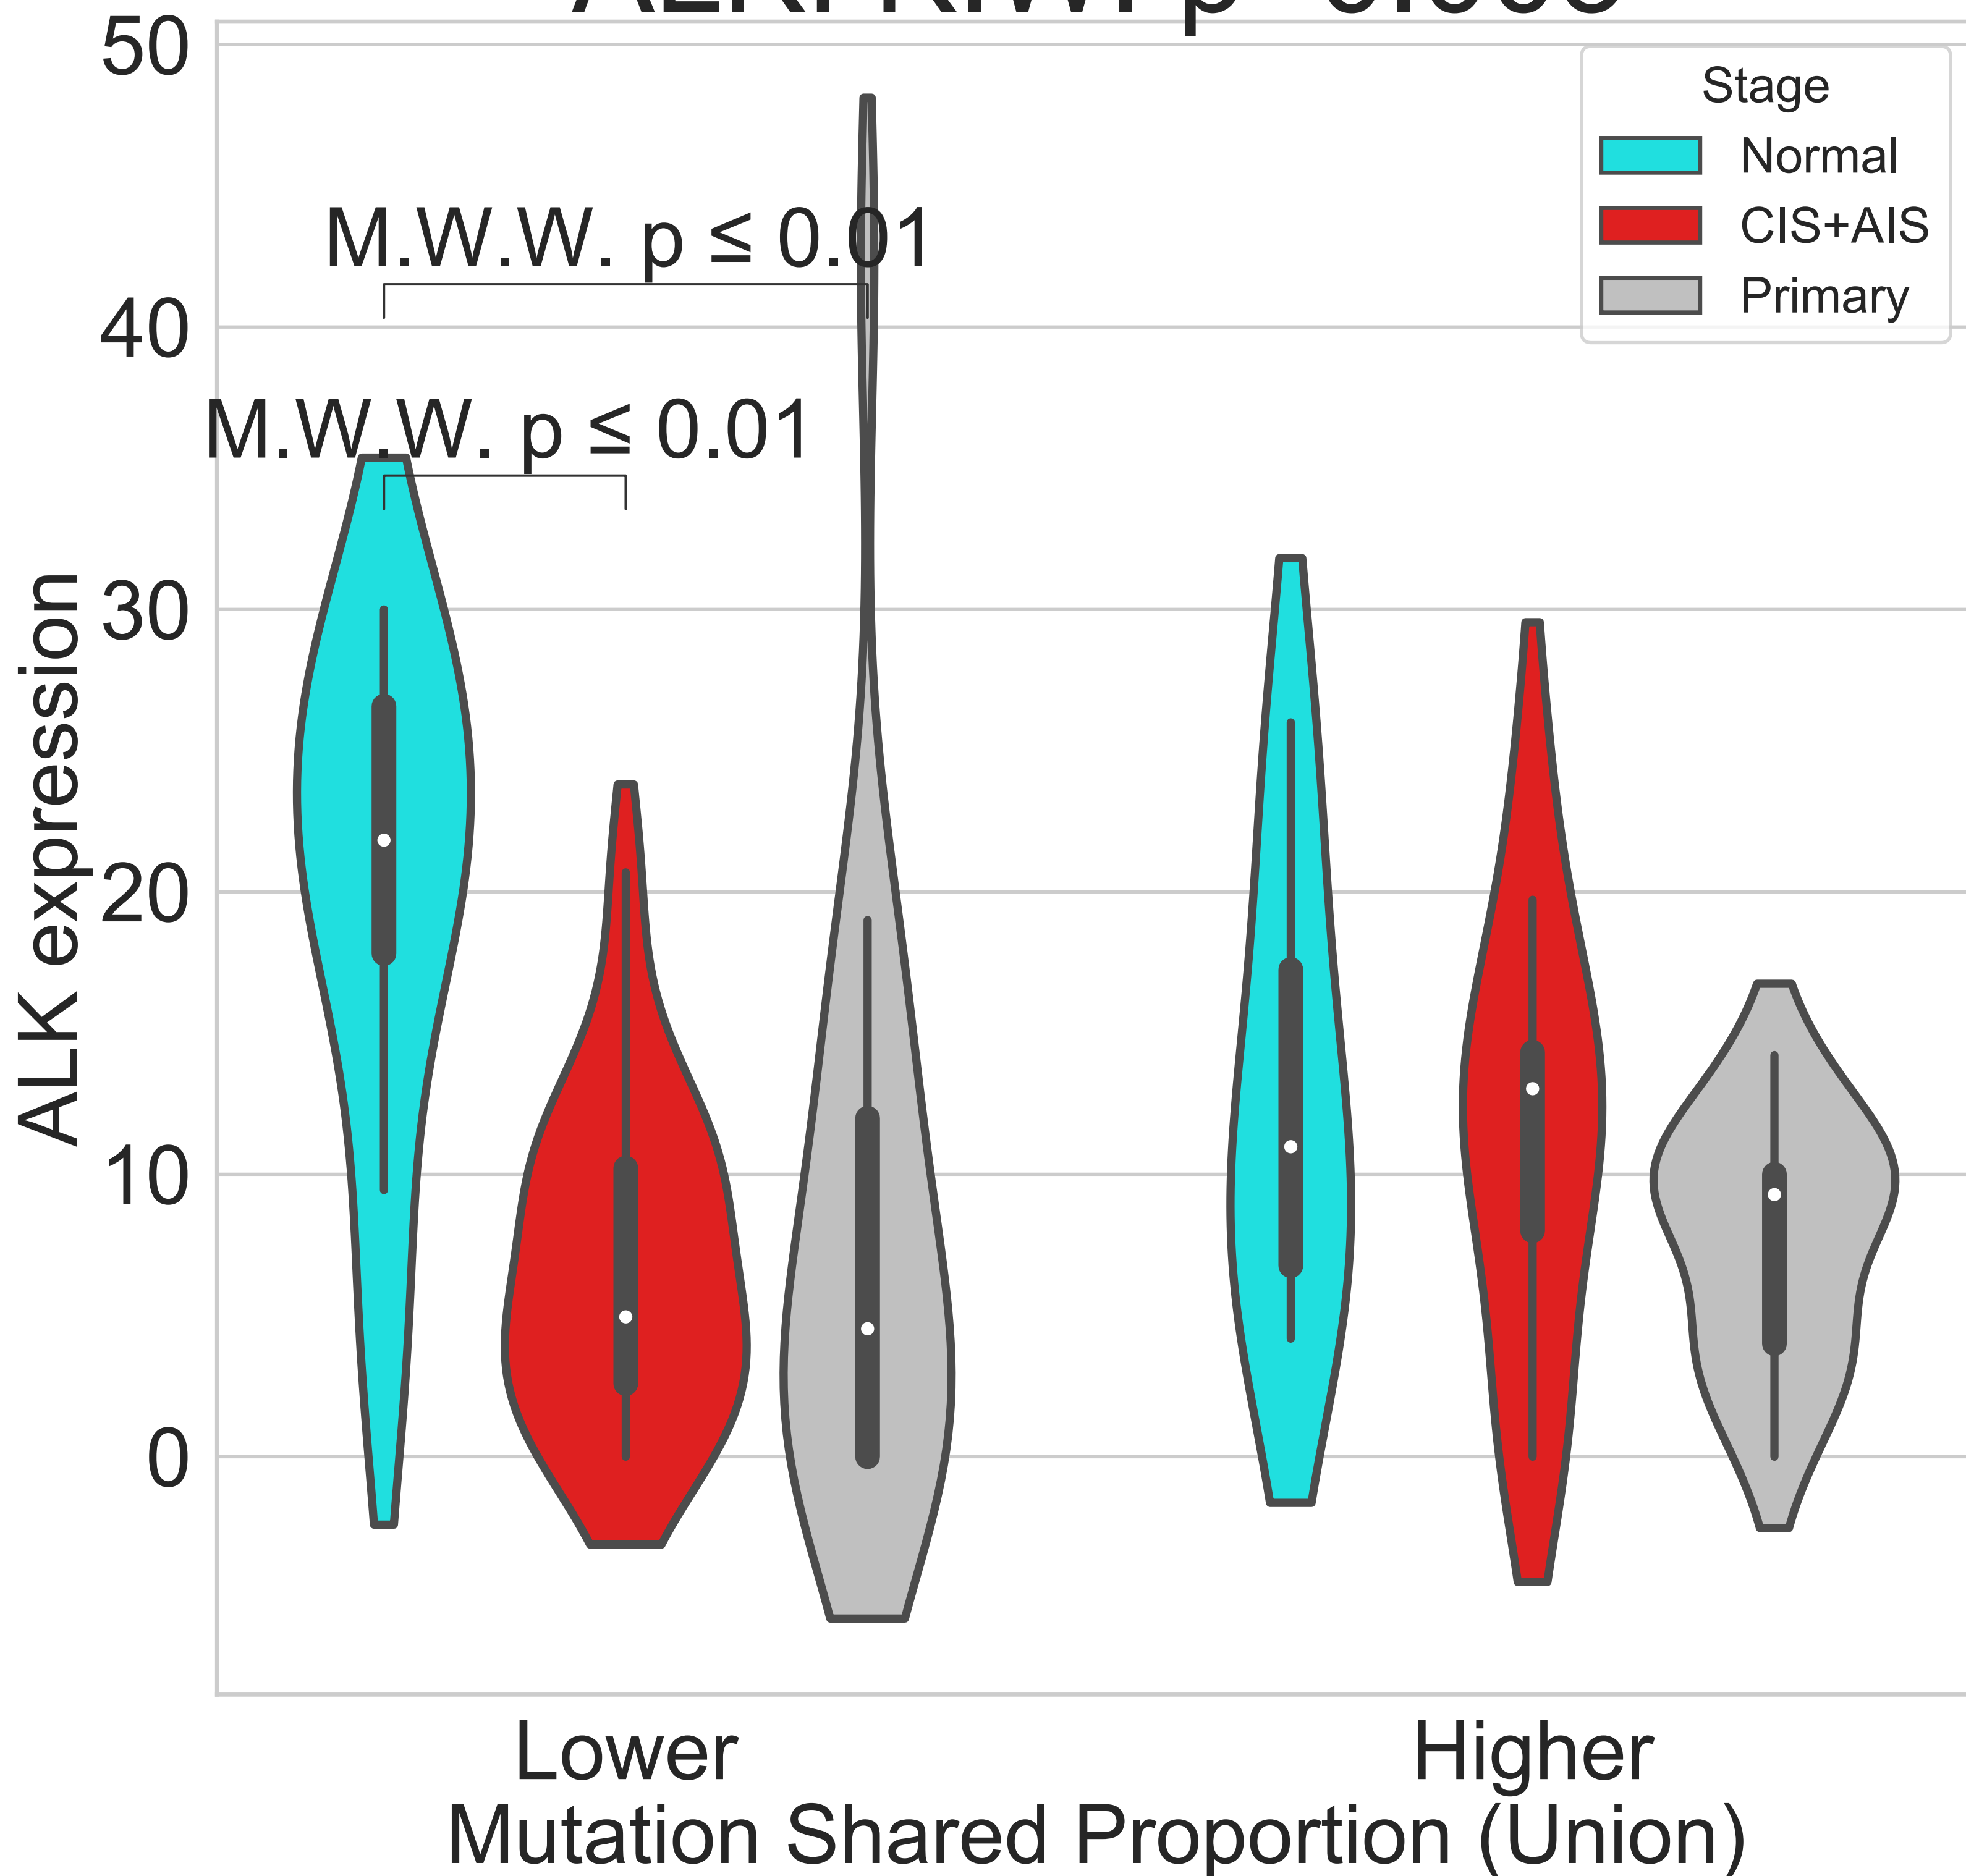 50
Stage
Normal
CIS+AIS
Primary
M.W.W. p ≤ 0.01
40
M.W.W. p ≤ 0.01
30
20
10
0
ALK expression
Lower
Higher
Mutation Shared Proportion (Union)